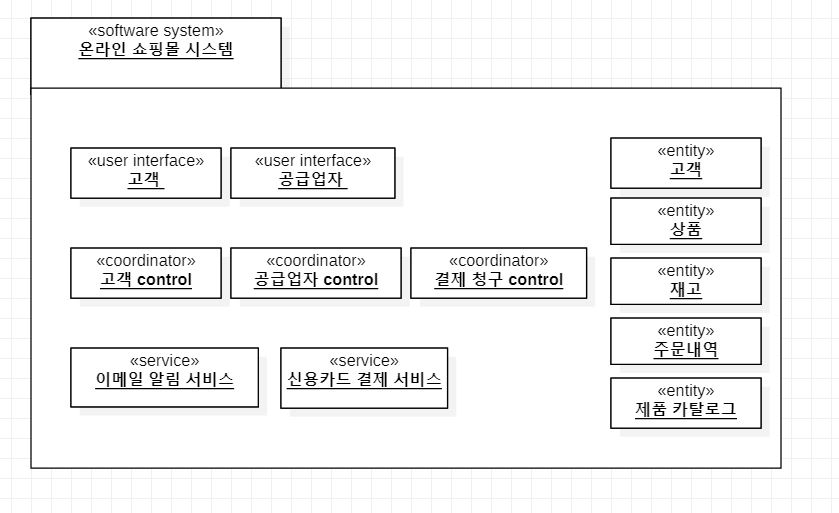 «software system»
온라인 쇼핑몰 시스템
«user interface»
고객
«user interface»
공급업자
«entity»
고객
«entity»
상품
«coordinator»
고객 control
«coordinator»
공급업자 control
«coordinator»
결제 청구 control
«entity»
재고
«entity»
주문내역
«service»
이메일 알림 서비스
«service»
신용카드 결제 서비스
«entity»
제품 카탈로그